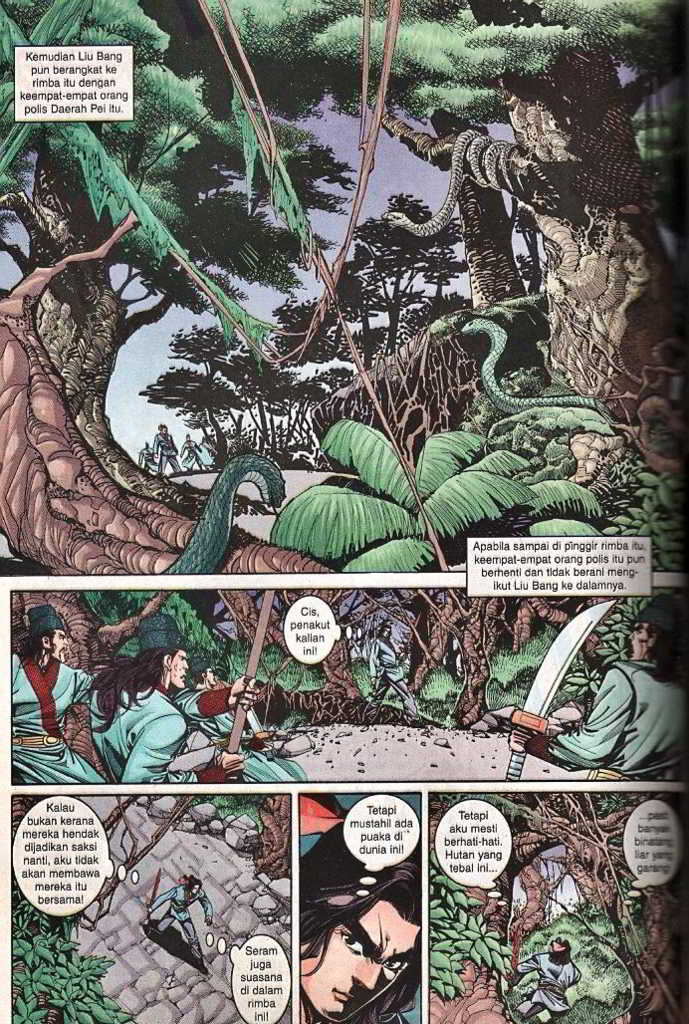 Kemudian Liu Bang
pun berangkat ke
rimba itu dengan
keempat-empat orang
polis Daerah Pei itu.
Apabila sampai di pinggir rimba itu,
keempat-empat orang polis itu pun
berhenti dan tidak berani meng-
ikut Liu Bang ke dalamnya.
Cis,
penakut
kalian
ini!
Kalau
bukan kerana
mereka hendak
dijadikan saksi
nanti, aku tidak
akan membawa
mereka itu
bersama!
Seram
juga
suasana
di dalam
rimba
ini!
Tetapi
mustahil ada
puaka di
dunia ini!
Tetapi
aku mesti
berhati-hati.
Hutan yang
tebal ini...
...pasti
banyak
binatang
liar yang
garang!